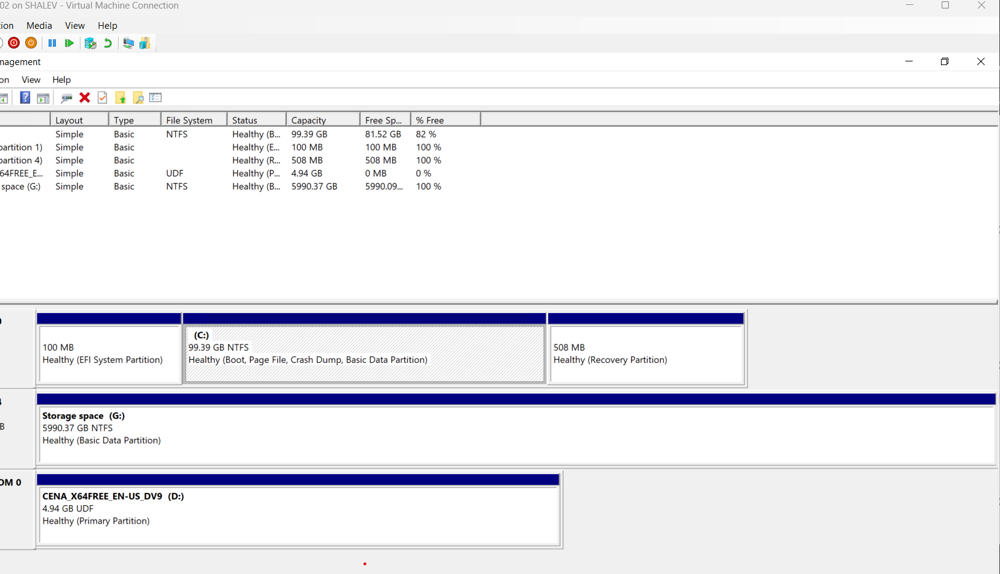 02 on SHALEV - Virtual Machine Connection
ion Media View Help
nagement
on View Help
Layout Type File System Status Capacity Free Sp... % Free
Simple Basic NTFS Healthy (B... 99.39 GB 81.52 GB 82 %
partition 1) Simple Basic Healthy (E... 100 MB 100 MB 100 %
partition 4) Simple Basic Healthy (R... 508 MB 508 MB 100 %
64FREE_E... Simple Basic UDF Healthy (P... 4.94 GB 0 MB 0 %
space (G:) Simple Basic NTFS Healthy (B... 5990.37 GB 5990.09... 100 %
100 MB
Healthy (EFI System Partition)
(C:)
99.39 GB NTFS
Healthy (Boot, Page File, Crash Dump, Basic Data Partition)
508 MB
Healthy (Recovery Partition)
B
Storage space (G:)
5990.37 GB NTFS
Healthy (Basic Data Partition)
OM 0
CENA_X64FREE_EN-US_DV9 (D:)
4.94 GB UDF
Healthy (Primary Partition)